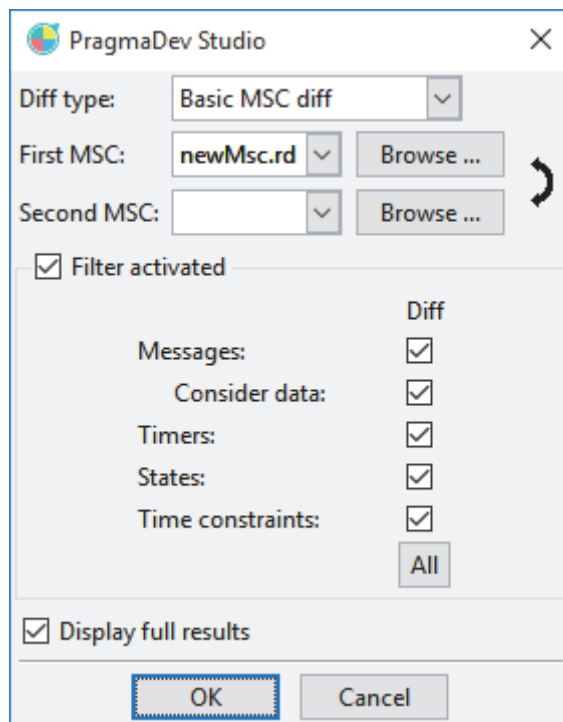 PragmaDev Studio
Diff type: Basic MSC diff
First MSC: newMsc.rd Browse ...
Second MSC: Browse ...
Filter activated
Diff
Messages:
Consider data:
Timers:
States:
Time constraints:
All
Display full results
OK Cancel